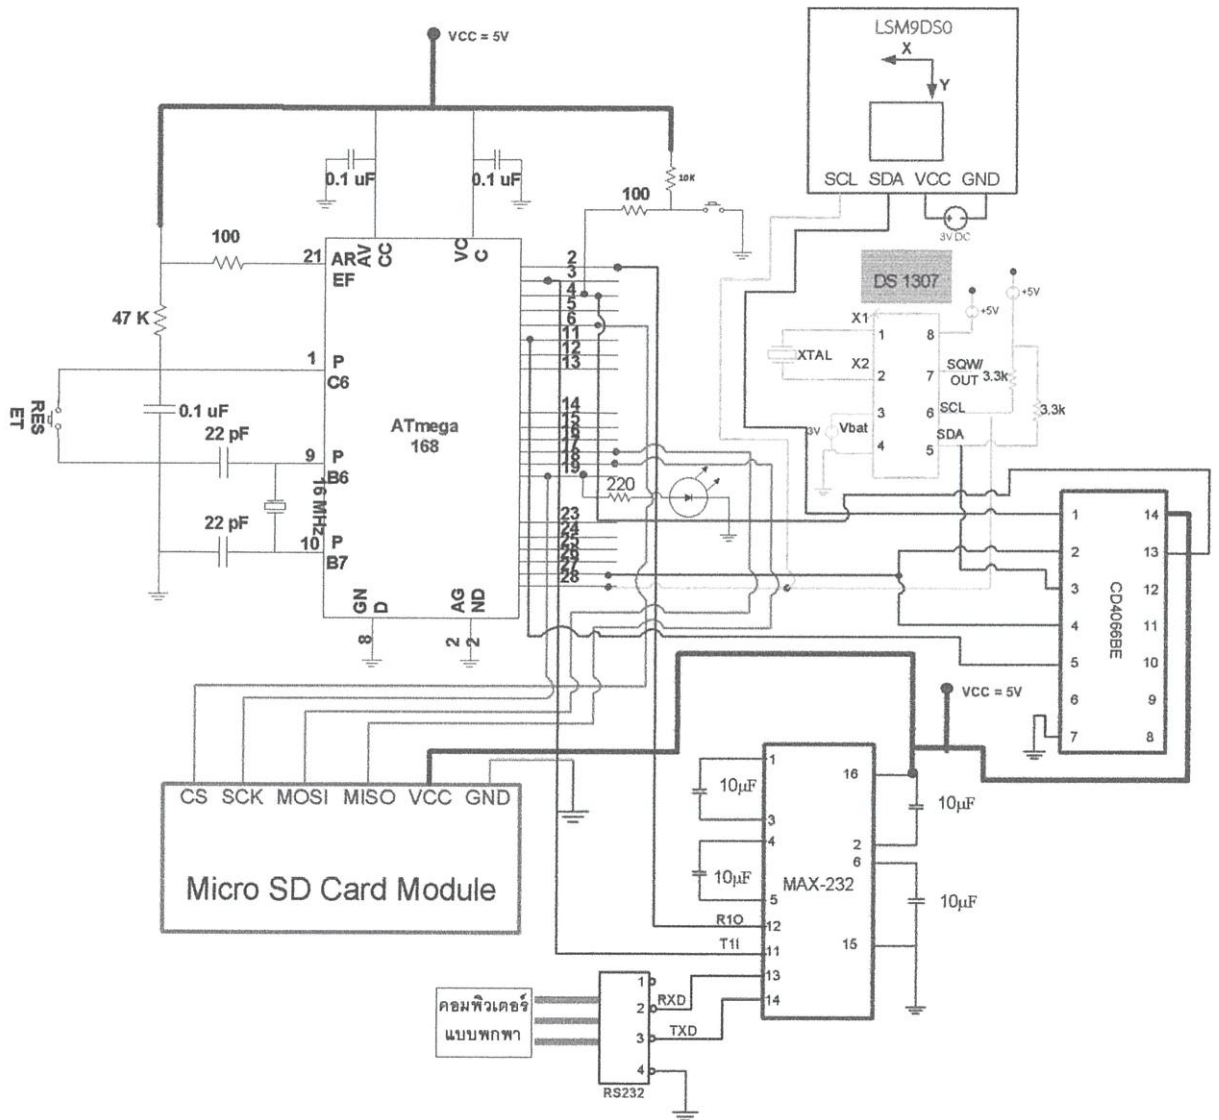 VCC = 5V
LSM9DS0
X
Y
SCL SDA VCC GND
3V DC
0.1 uF
0.1 uF
10K
100
100
21 AR
EF
AV
CC
VC
C
2
3
4
5
6
11
12
13
14
15
16
17
18
19
23
24
25
26
27
28
47 K
1 P
C6
RES
ET
0.1 uF
22 pF
9 P
B6
16 MHz
22 pF
10 P
B7
ATmega
168
GN
D
8
AG
ND
2 2
220
DS 1307
+5V
+5V
X1
1
XTAL
X2
2
3
3V
Vbat
4
8
7
SQW/
OUT
6
SCL
5
SDA
3.3k
3.3k
1 14
2 13
3 12
4 11
5 10
6 9
7 8
CD4066BE
VCC = 5V
CS SCK MOSI MISO VCC GND
Micro SD Card Module
10µF
10µF
1
3
4
5
12
11
13
14
MAX-232
16
2
6
15
10µF
10µF
R1O
T1I
RXD
TXD
1
2
3
4
RS232
คอมพิวเตอร์
แบบพกพา